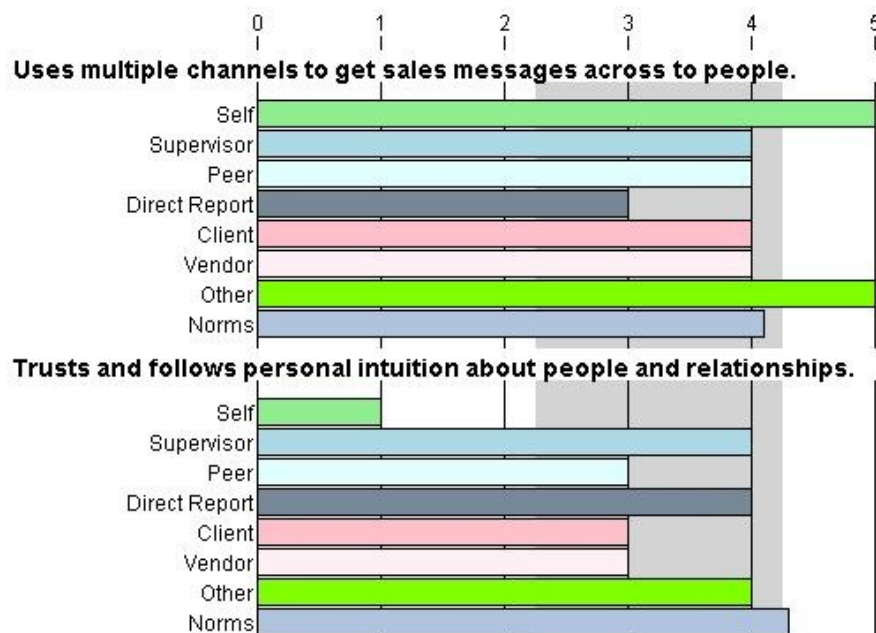 0 1 2 3 4 5
Uses multiple channels to get sales messages across to people.
Self
Supervisor
Peer
Direct Report
Client
Vendor
Other
Norms
Trusts and follows personal intuition about people and relationships.
Self
Supervisor
Peer
Direct Report
Client
Vendor
Other
Norms